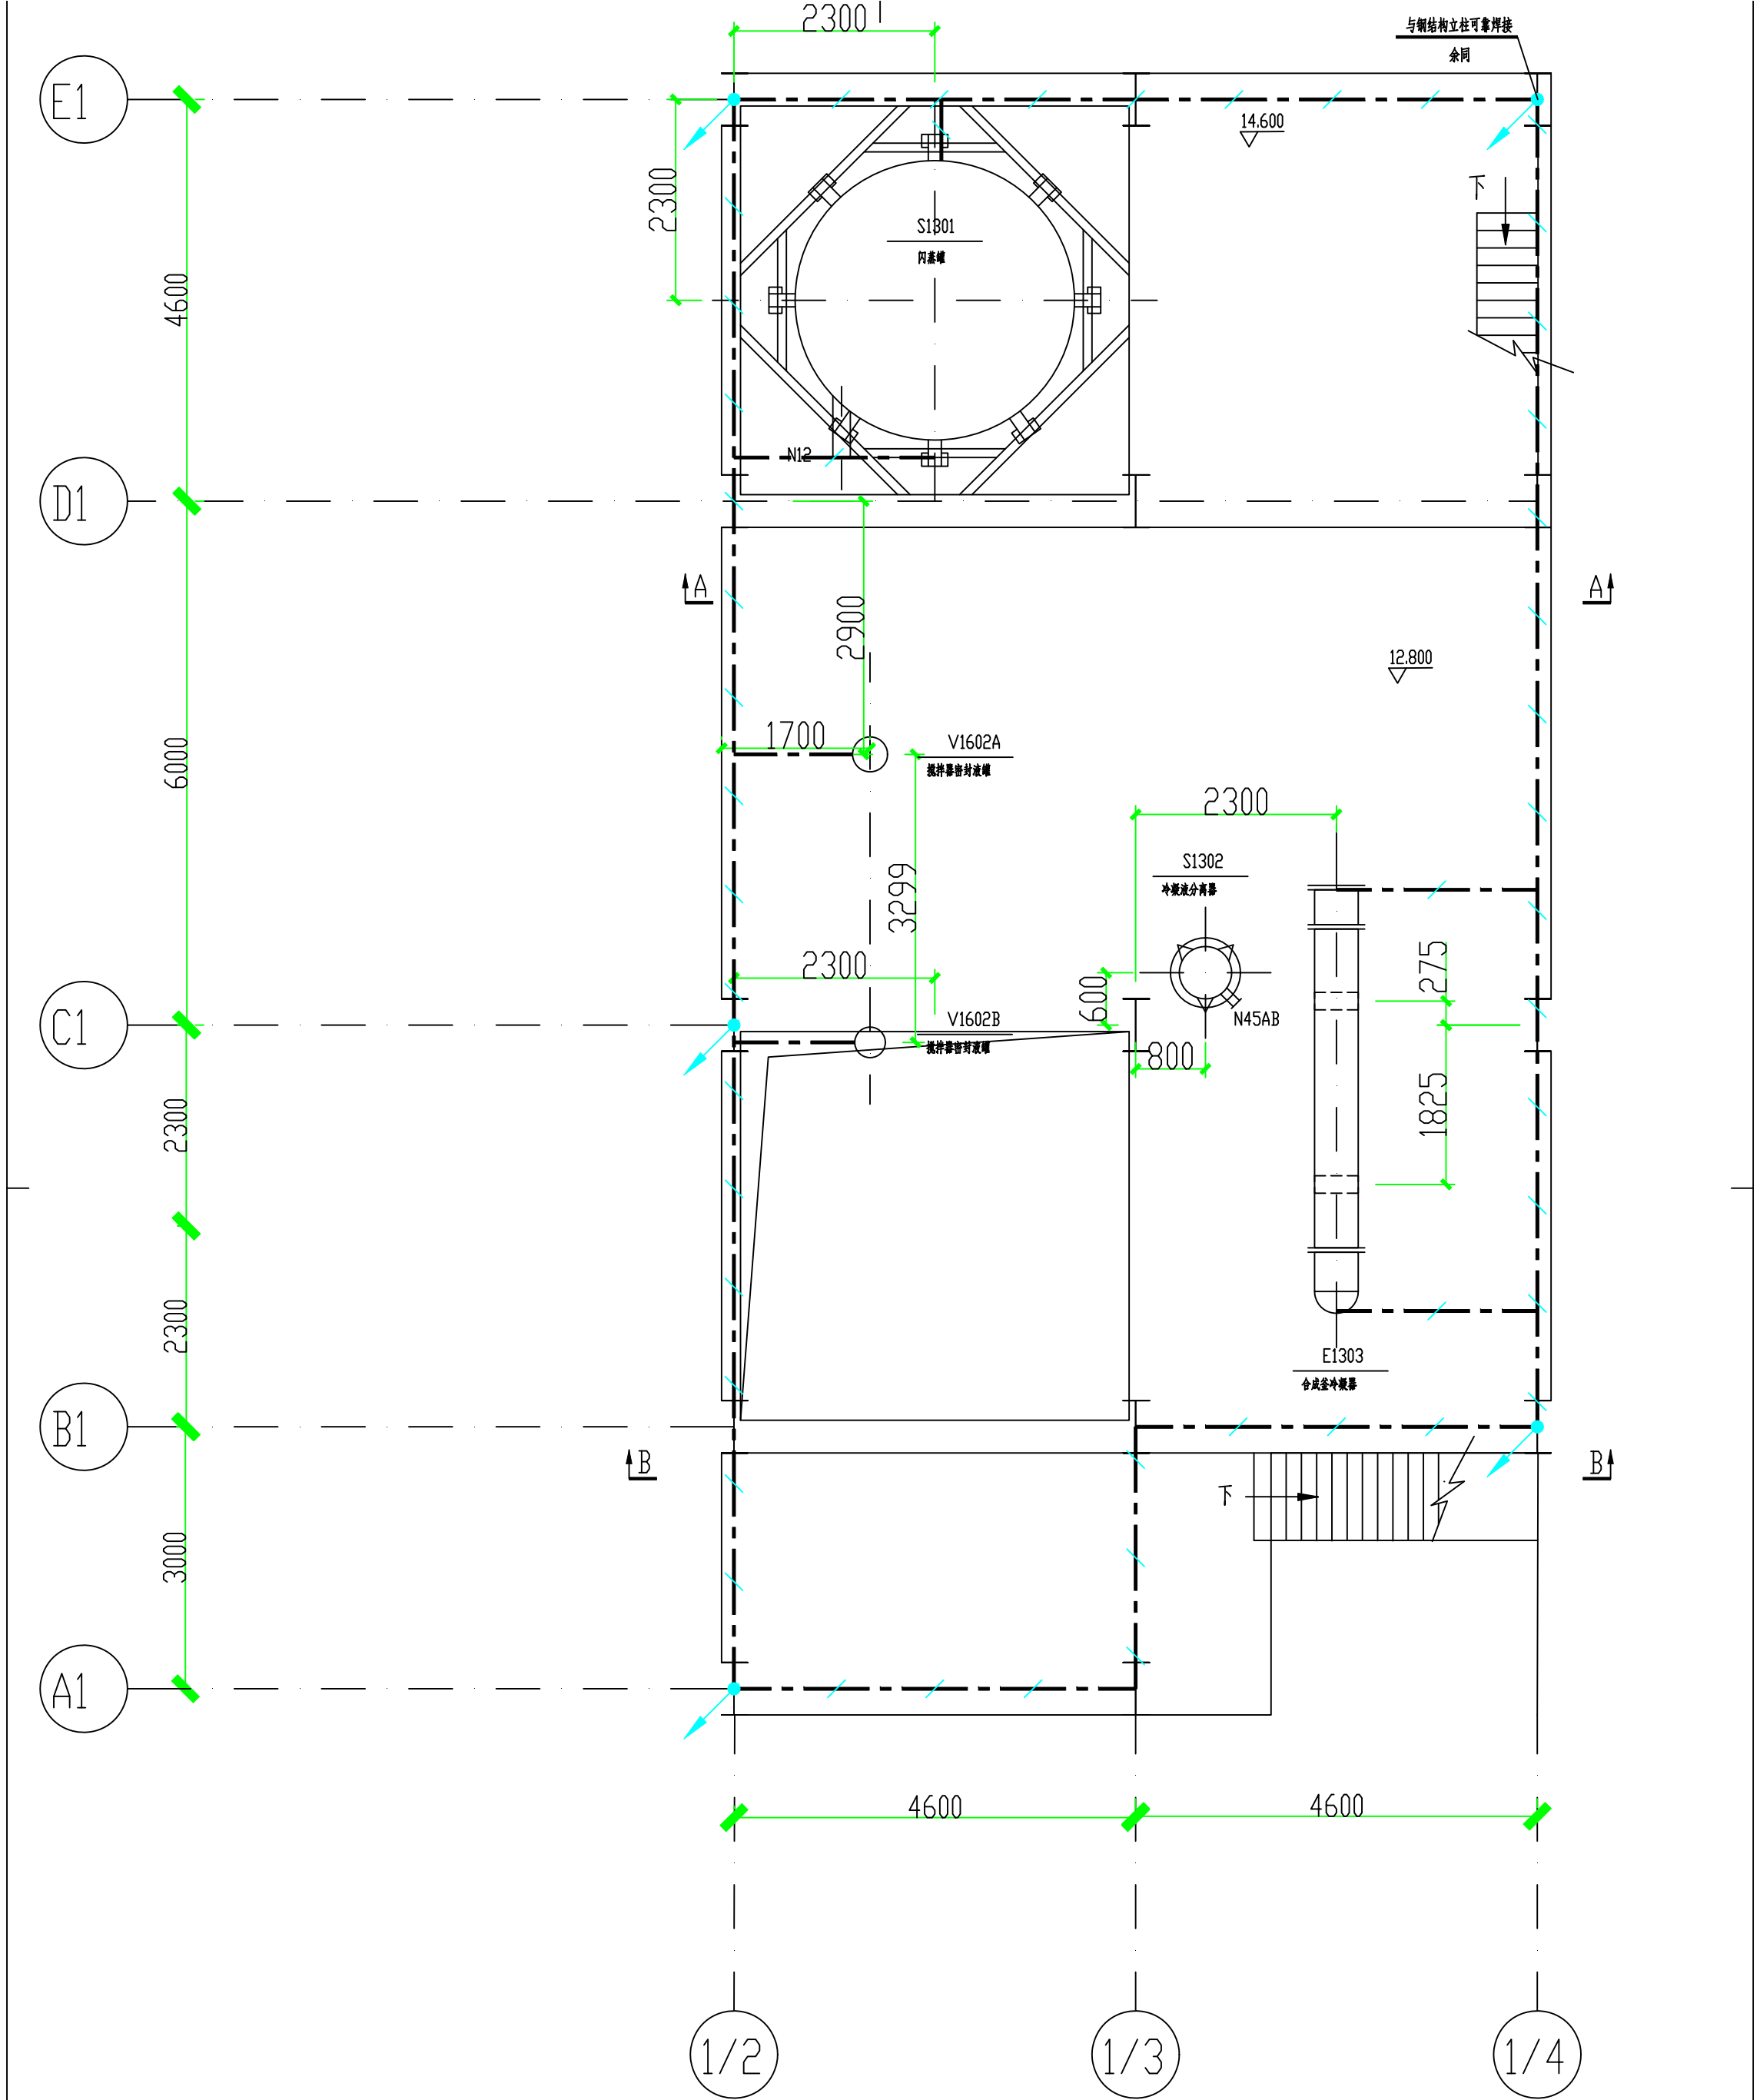 2300
与钢结构立柱可靠焊接
余同
E1
14.600
2300
下
S1301
闪蒸罐
4600
N12
D1
A
A
2900
12.800
1700
V1602A
搅拌器密封液罐
6000
2300
S1302
冷凝液分离器
3299
2300
275
600
C1
V1602B
N45AB
搅拌器密封液罐
800
1825
2300
2300
E1303
合成釜冷凝器
B1
B
B
下
3000
A1
4600
4600
1/2
1/3
1/4